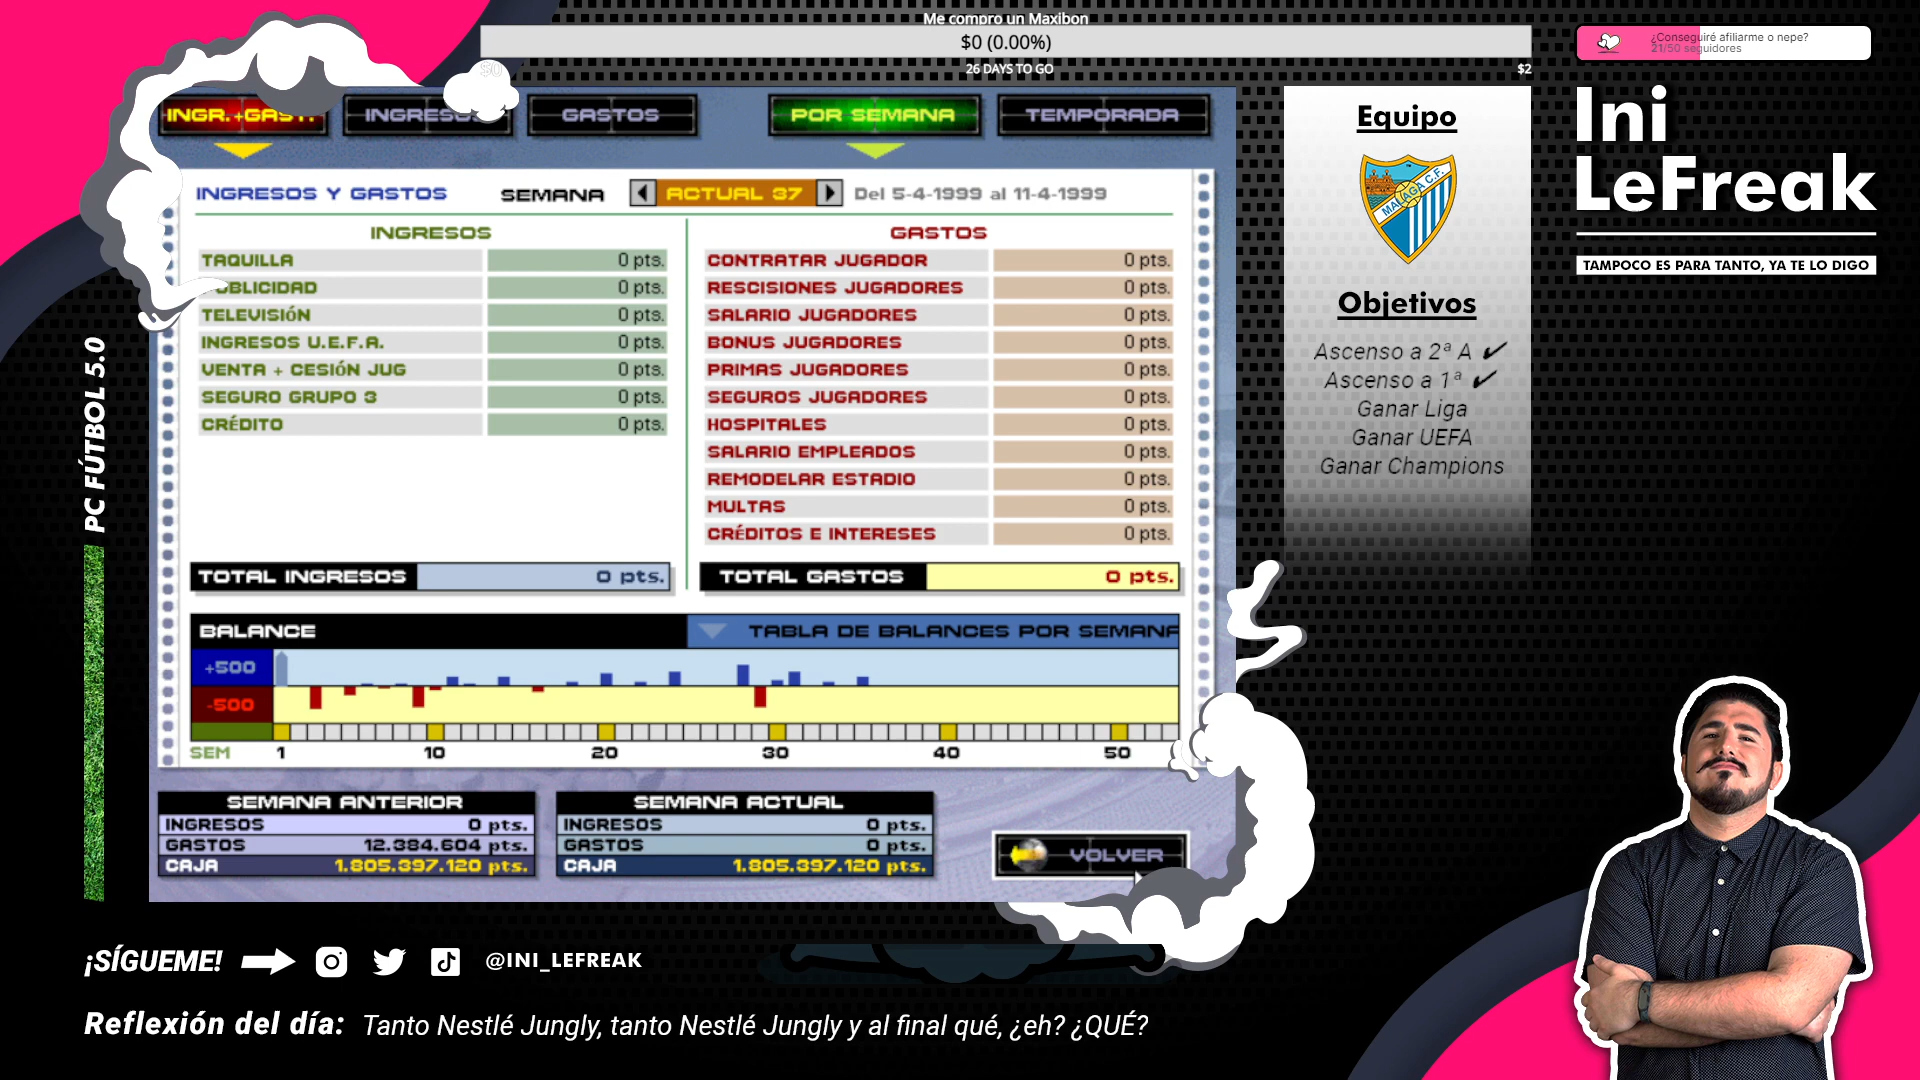 Me compro un Maxibon
$0 (0.00%)
$0
26 DAYS TO GO
$2
¿Conseguiré afiliarme o nepe?
21/50 seguidores
Ini
LeFreak
TAMPOCO ES PARA TANTO, YA TE LO DIGO
INGR.+GAST.
INGRESOS
GASTOS
POR SEMANA
TEMPORADA
INGRESOS Y GASTOS
SEMANA
ACTUAL 37
Del 5-4-1999 al 11-4-1999
INGRESOS
TAQUILLA 0 pts.
PUBLICIDAD 0 pts.
TELEVISIÓN 0 pts.
INGRESOS U.E.F.A. 0 pts.
VENTA + CESIÓN JUG 0 pts.
SEGURO GRUPO 3 0 pts.
CRÉDITO 0 pts.
TOTAL INGRESOS 0 pts.
GASTOS
CONTRATAR JUGADOR 0 pts.
RESCISIONES JUGADORES 0 pts.
SALARIO JUGADORES 0 pts.
BONUS JUGADORES 0 pts.
PRIMAS JUGADORES 0 pts.
SEGUROS JUGADORES 0 pts.
HOSPITALES 0 pts.
SALARIO EMPLEADOS 0 pts.
REMODELAR ESTADIO 0 pts.
MULTAS 0 pts.
CRÉDITOS E INTERESES 0 pts.
TOTAL GASTOS 0 pts.
BALANCE
TABLA DE BALANCES POR SEMANA
+500
-500
SEM 1 10 20 30 40 50
SEMANA ANTERIOR
INGRESOS 0 pts.
GASTOS 12.384.604 pts.
CAJA 1.805.397.120 pts.
SEMANA ACTUAL
INGRESOS 0 pts.
GASTOS 0 pts.
CAJA 1.805.397.120 pts.
VOLVER
Equipo
MALAGA C.F.
Objetivos
Ascenso a 2ª A ✔
Ascenso a 1ª ✔
Ganar Liga
Ganar UEFA
Ganar Champions
PC FÚTBOL 5.0
¡SÍGUEME!
@INI_LEFREAK
Reflexión del día: Tanto Nestlé Jungly, tanto Nestlé Jungly y al final qué, ¿eh? ¿QUÉ?